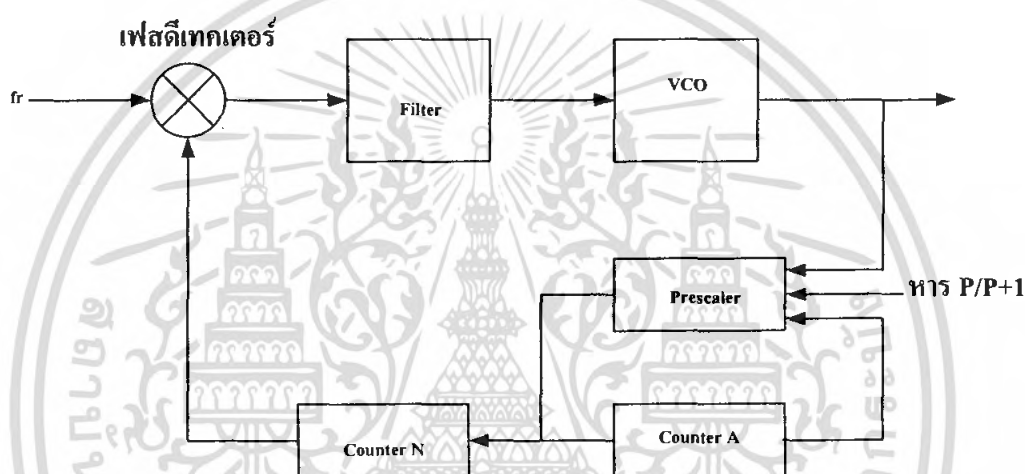 เฟสดีเทคเตอร์
fr
Filter
VCO
Prescaler
หาร P/P+1
Counter N
Counter A